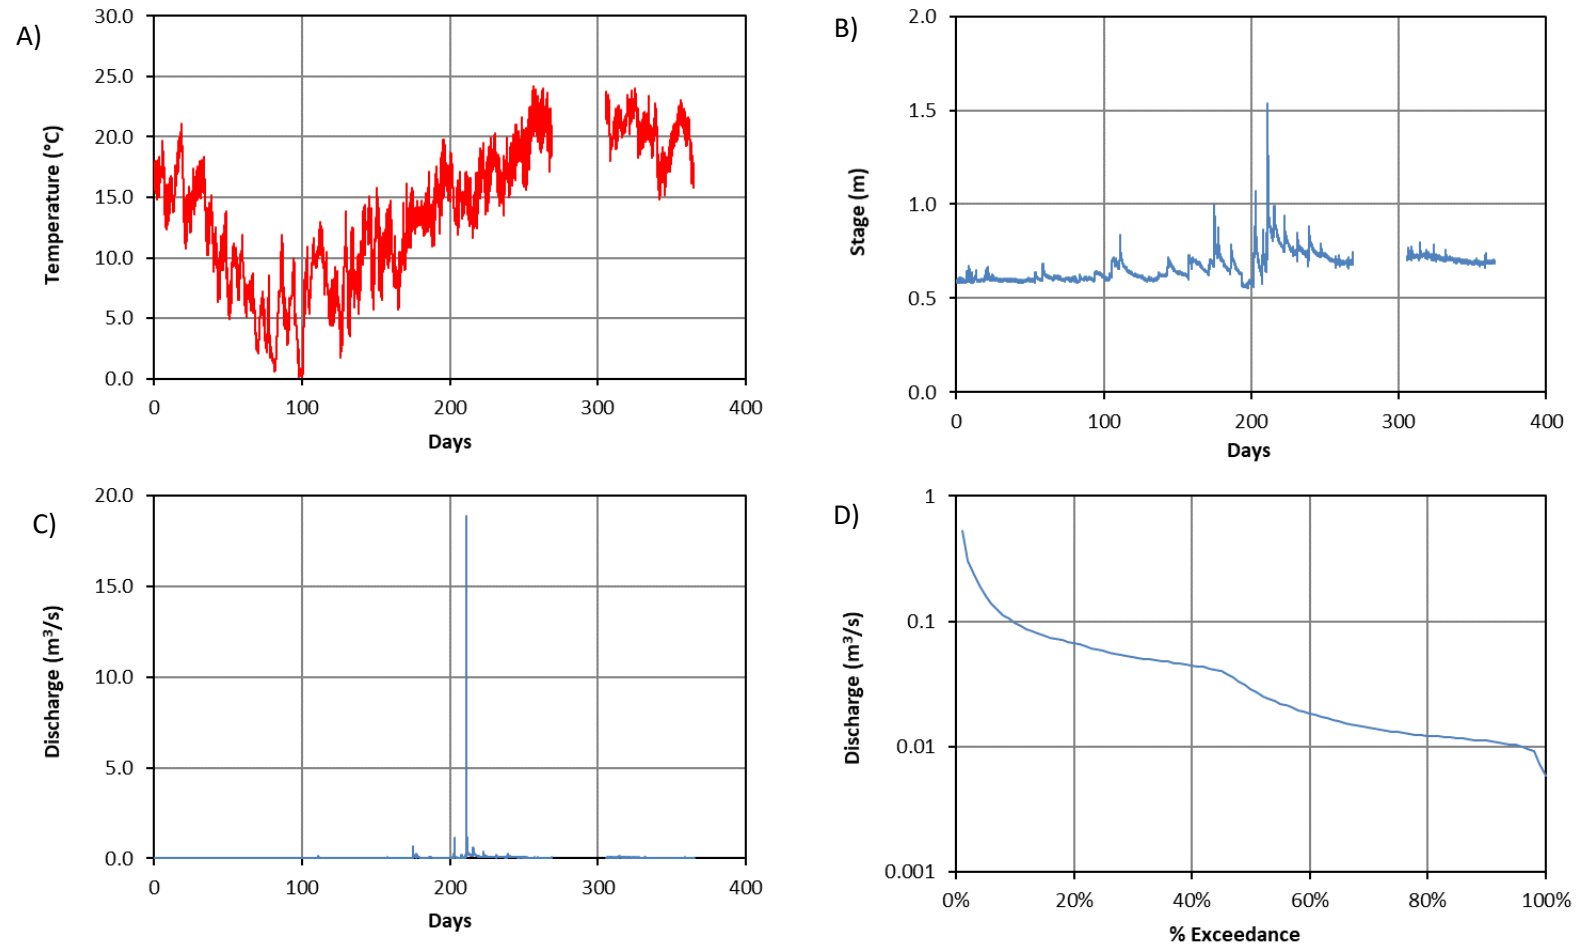 A)
30.0
25.0
20.0
15.0
10.0
5.0
0.0
Temperature (°C)
0 100 200 300 400
Days
B)
2.0
1.5
1.0
0.5
0.0
Stage (m)
0 100 200 300 400
Days
C)
20.0
15.0
10.0
5.0
0.0
Discharge (m³/s)
0 100 200 300 400
Days
D)
1
0.1
0.01
0.001
Discharge (m³/s)
0% 20% 40% 60% 80% 100%
% Exceedance